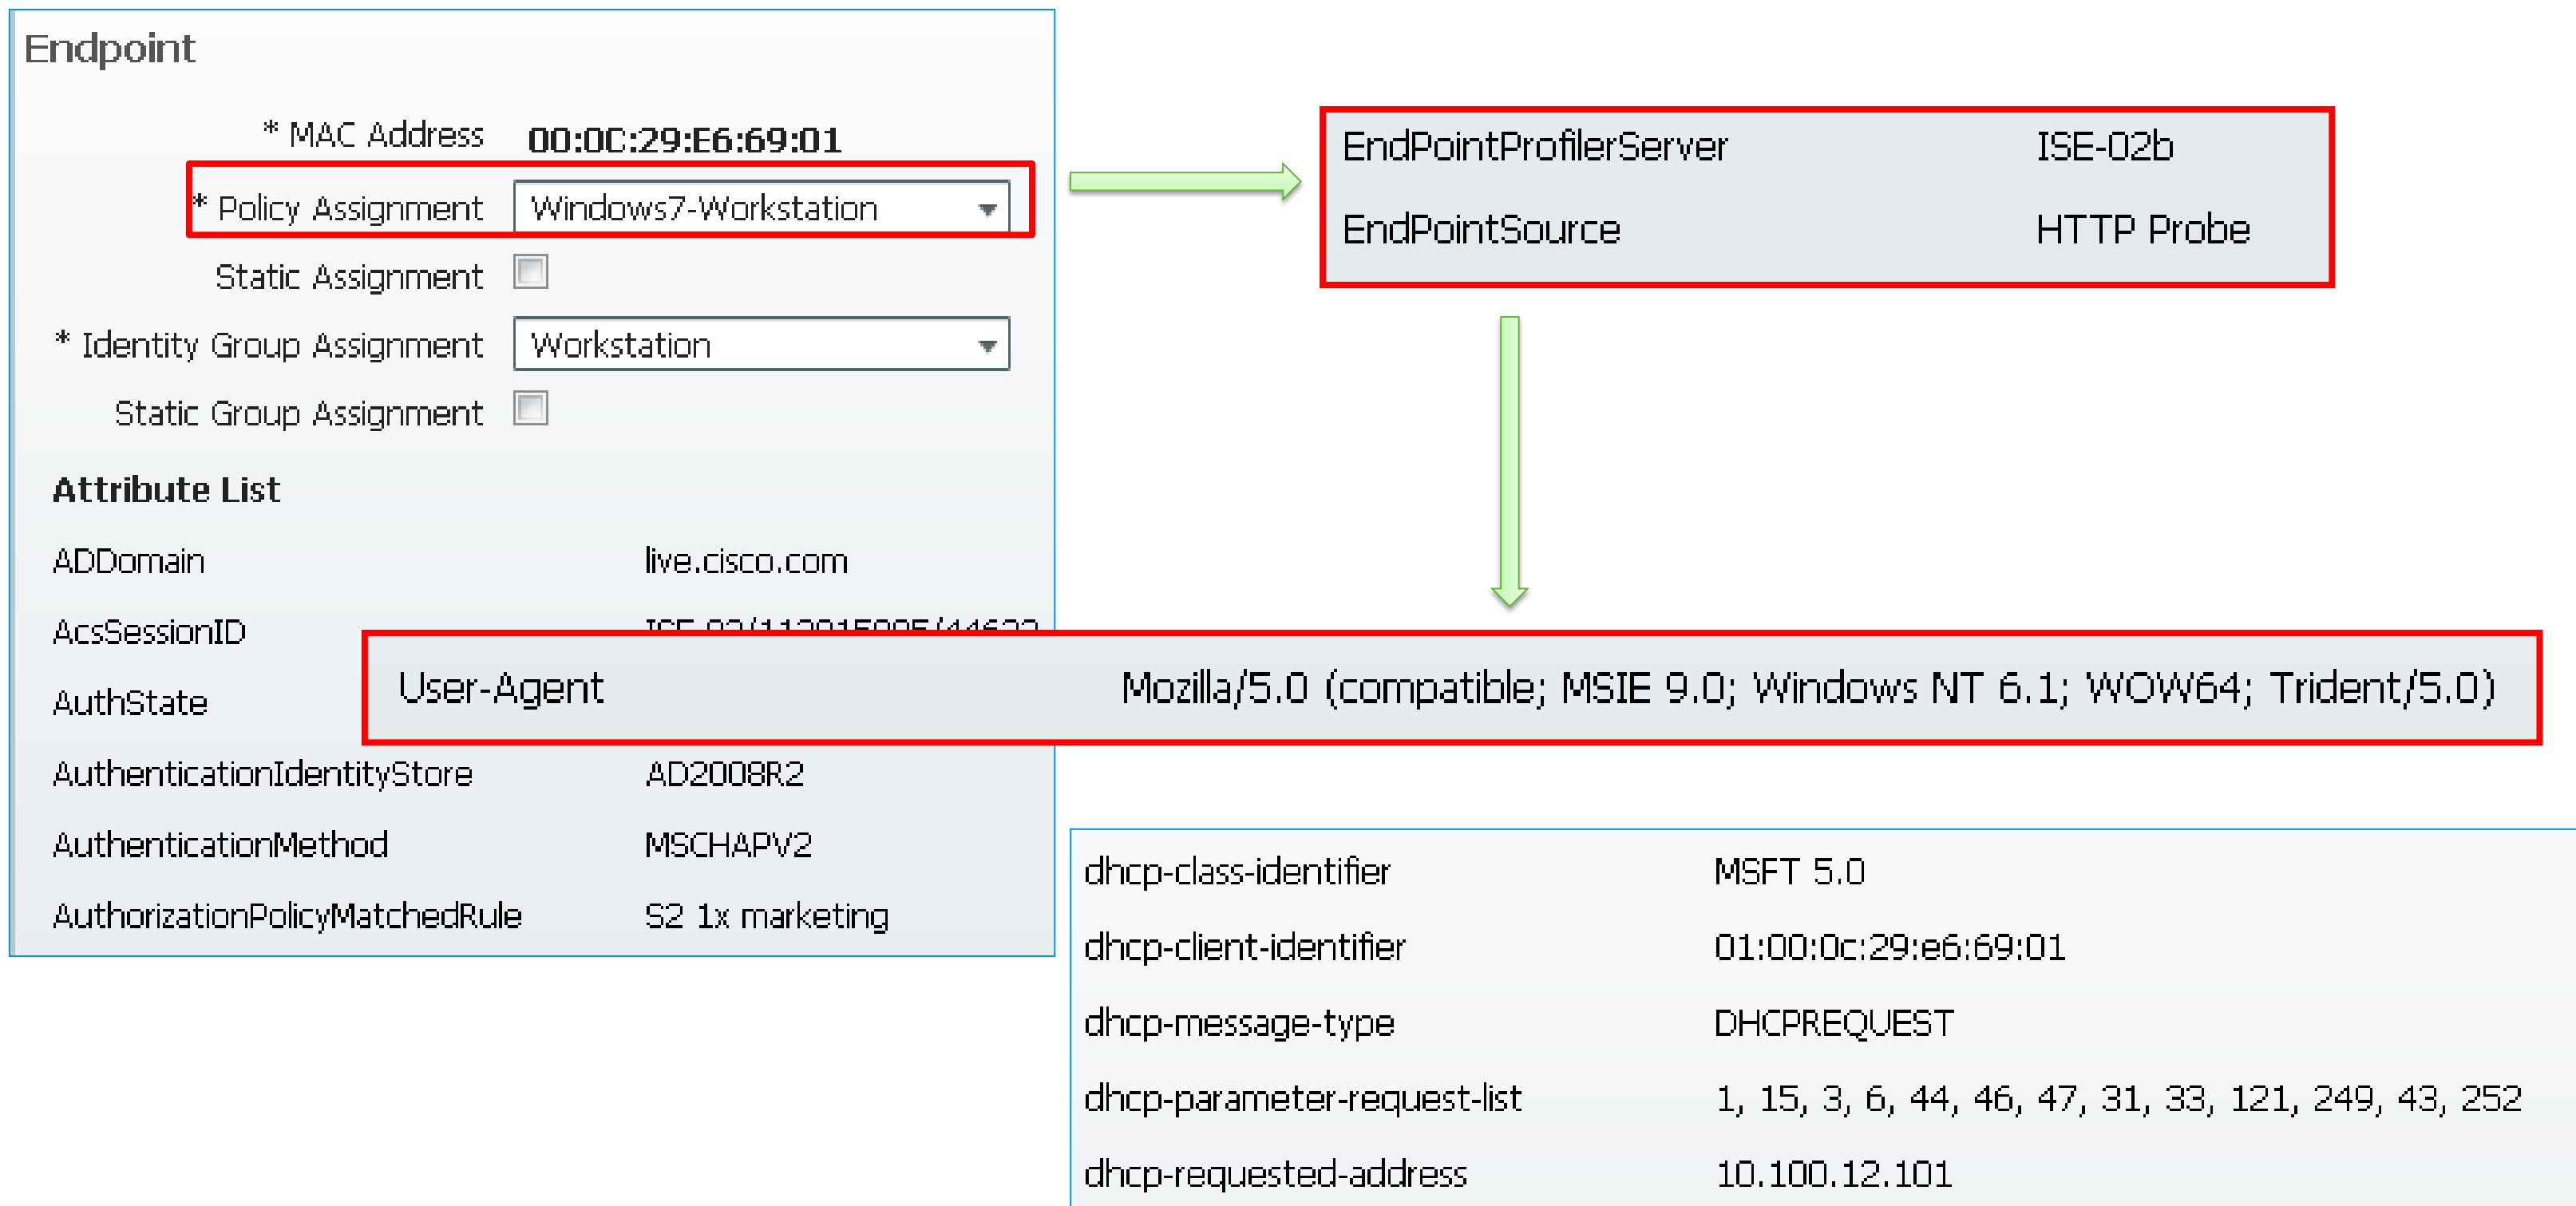 Endpoint
* MAC Address 00:0C:29:E6:69:01
* Policy Assignment Windows7-Workstation
Static Assignment
* Identity Group Assignment Workstation
Static Group Assignment
Attribute List
ADDomain live.cisco.com
AcsSessionID
AuthState
AuthenticationIdentityStore AD2008R2
AuthenticationMethod MSCHAPV2
AuthorizationPolicyMatchedRule S2 1x marketing
EndPointProfilerServer ISE-02b
EndPointSource HTTP Probe
User-Agent Mozilla/5.0 (compatible; MSIE 9.0; Windows NT 6.1; WOW64; Trident/5.0)
dhcp-class-identifier MSFT 5.0
dhcp-client-identifier 01:00:0c:29:e6:69:01
dhcp-message-type DHCPREQUEST
dhcp-parameter-request-list 1, 15, 3, 6, 44, 46, 47, 31, 33, 121, 249, 43, 252
dhcp-requested-address 10.100.12.101